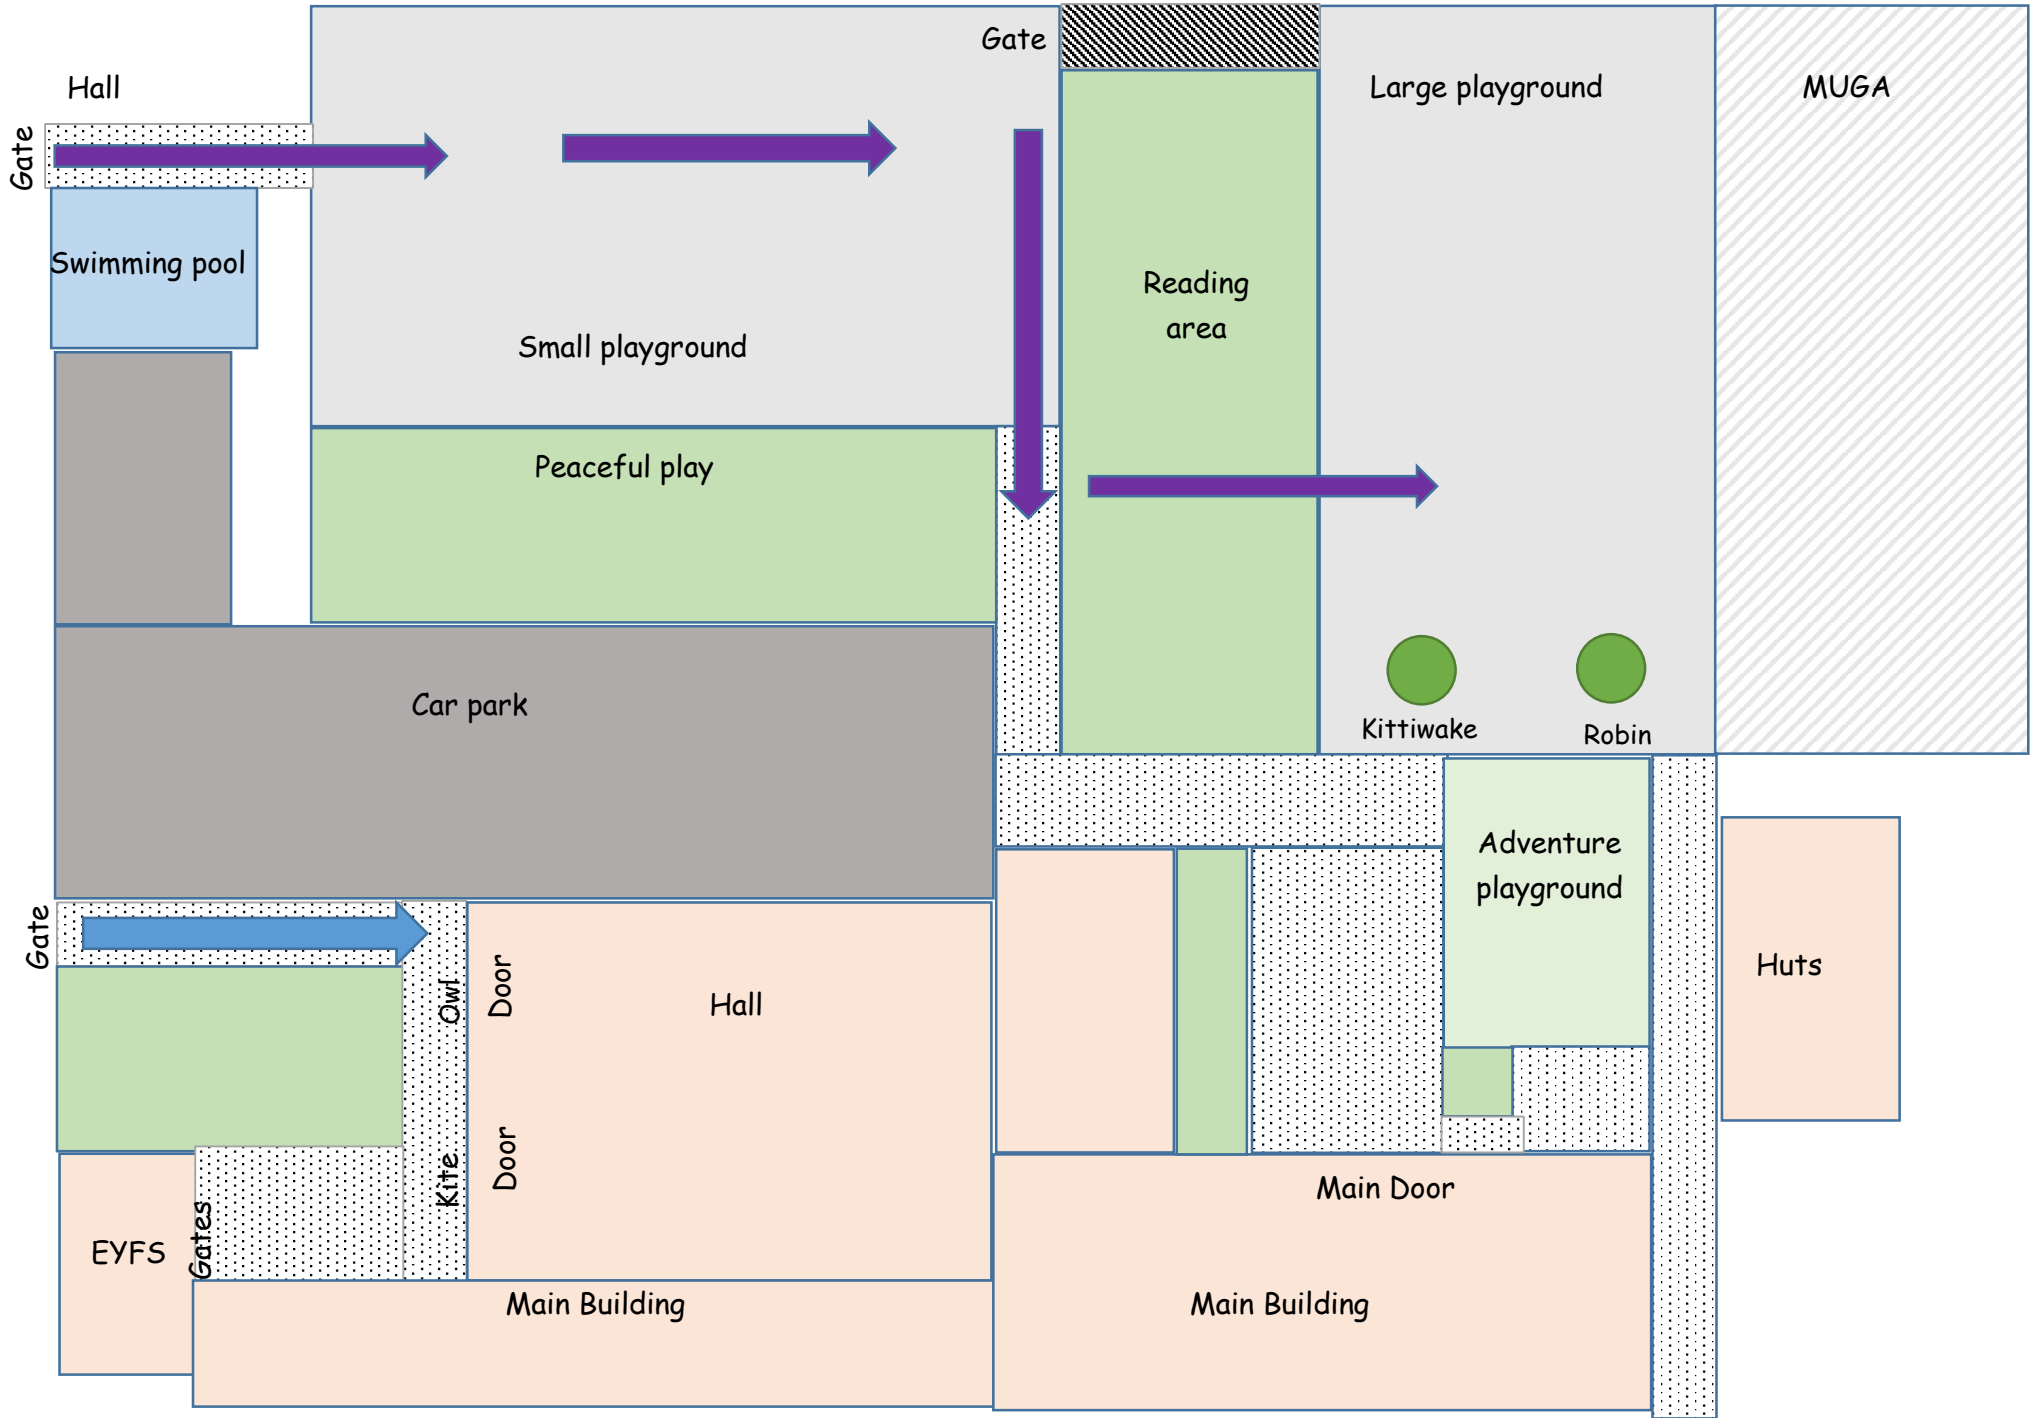 Gate
Hall
Large playground
MUGA
Gate
Swimming pool
Reading
area
Small playground
Peaceful play
Car park
Kittiwake
Robin
Adventure
playground
Gate
Owl
Door
Hall
Huts
Kite
Door
Main Door
EYFS
Gates
Main Building
Main Building